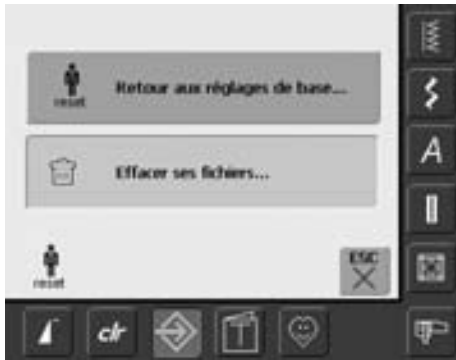 reset
Retour aux réglages de base...
Effacer ses fichiers...
reset
ESC
A
clr